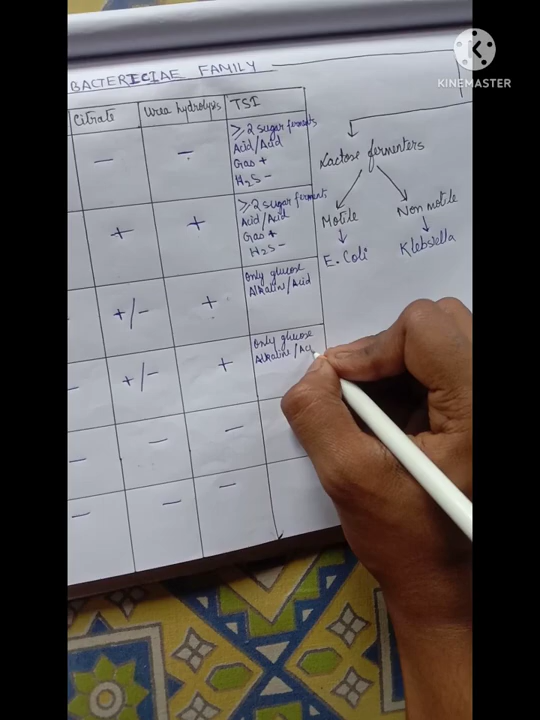 KINEMASTER
BACTERICIAE FAMILY
Citrate Urea hydrolysis TSI
− − ≥ 2 sugar ferments
Acid/Acid
Gas +
H₂S −
+ + ≥ 2 sugar ferments
Acid/Acid
Gas +
H₂S −
+/− + Only glucose
Alkaline/Acid
− +/− + Only glucose
Alkaline/Aci
− − −
− − −
Lactose fermenters
Motile Non motile
E. Coli Klebsiella